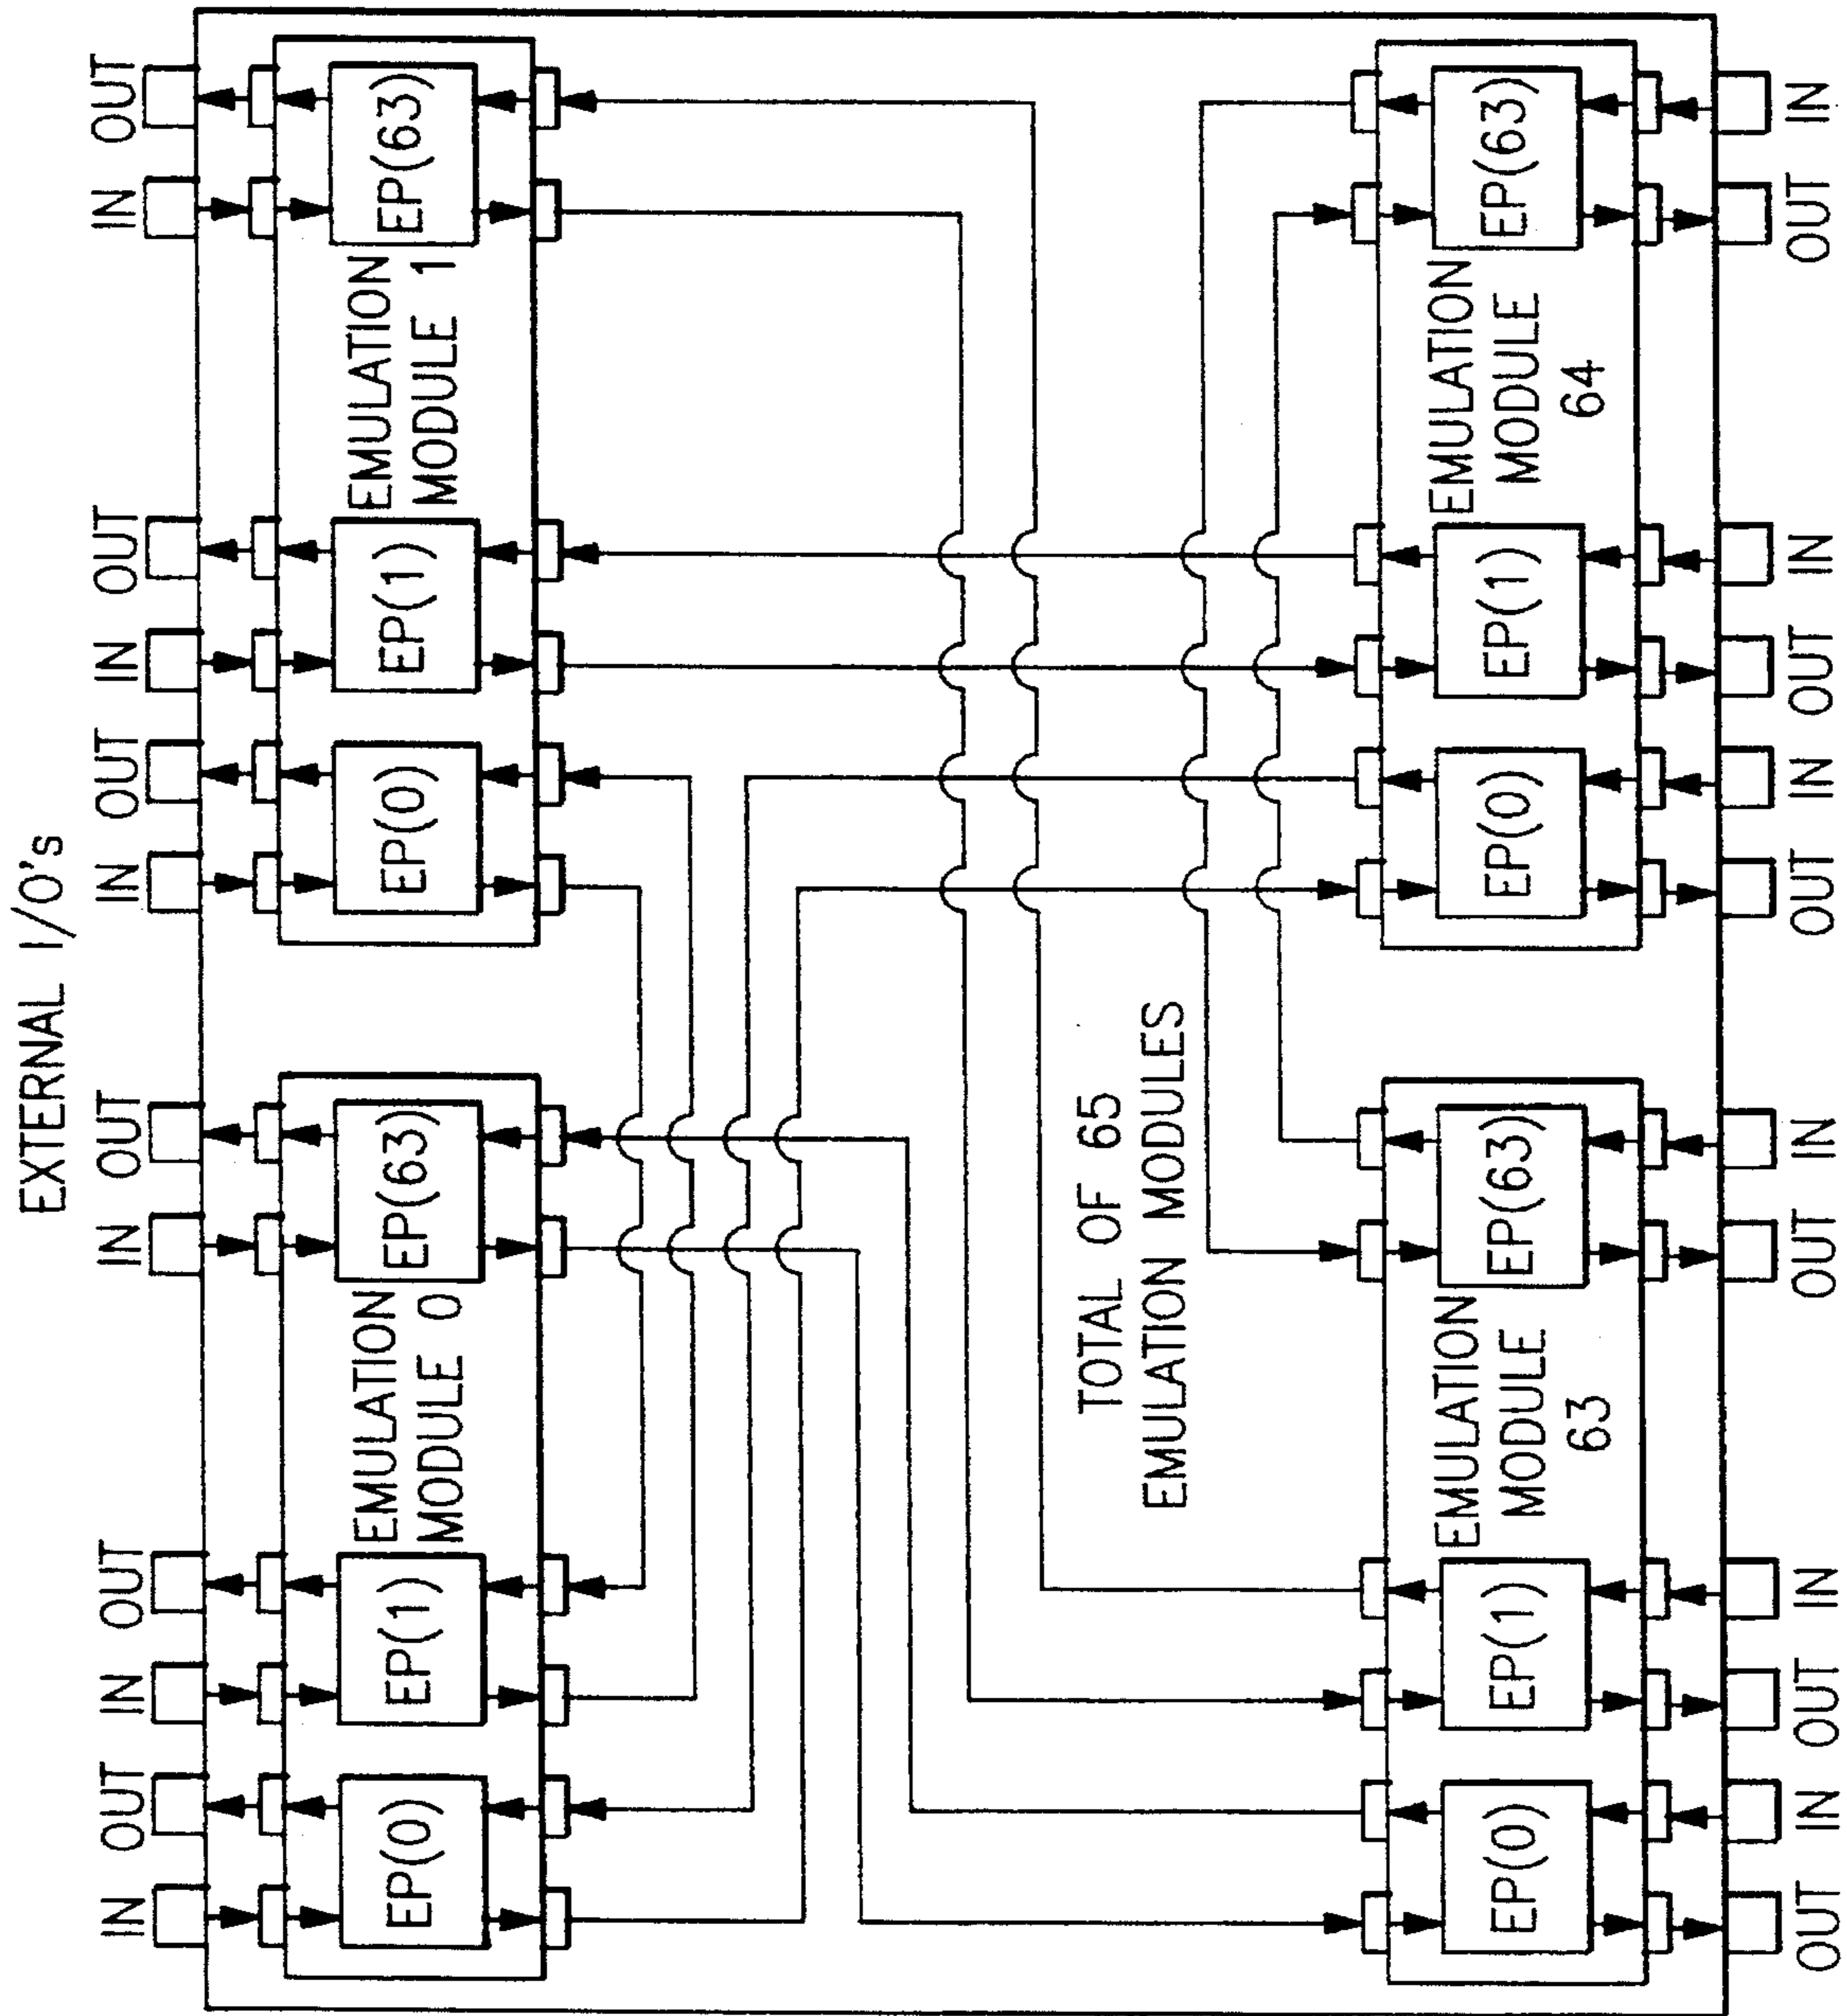 EXTERNAL I/O's
IN OUT IN OUT IN OUT IN OUT IN OUT IN OUT
EP(0) EP(1) EMULATION EP(63) EP(0) EP(1) EMULATION EP(63)
MODULE 0 MODULE 1
TOTAL OF 65
EMULATION MODULES
EP(0) EP(1) EMULATION EP(63) EP(0) EP(1) EMULATION EP(63)
MODULE MODULE
63 64
OUT IN OUT IN OUT IN OUT IN OUT IN OUT IN